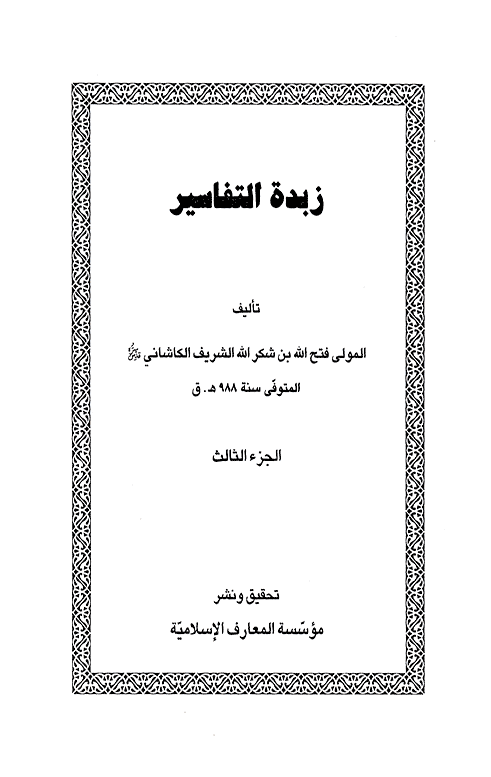 زبدة التفاسير
تأليف
المولى فتح الله بن شكر الله الشريف الكاشاني
المتوفّى سنة ٩٨٨ هـ . ق
الجزء الثالث
تحقيق ونشر
مؤسّسة المعارف الإسلاميّة